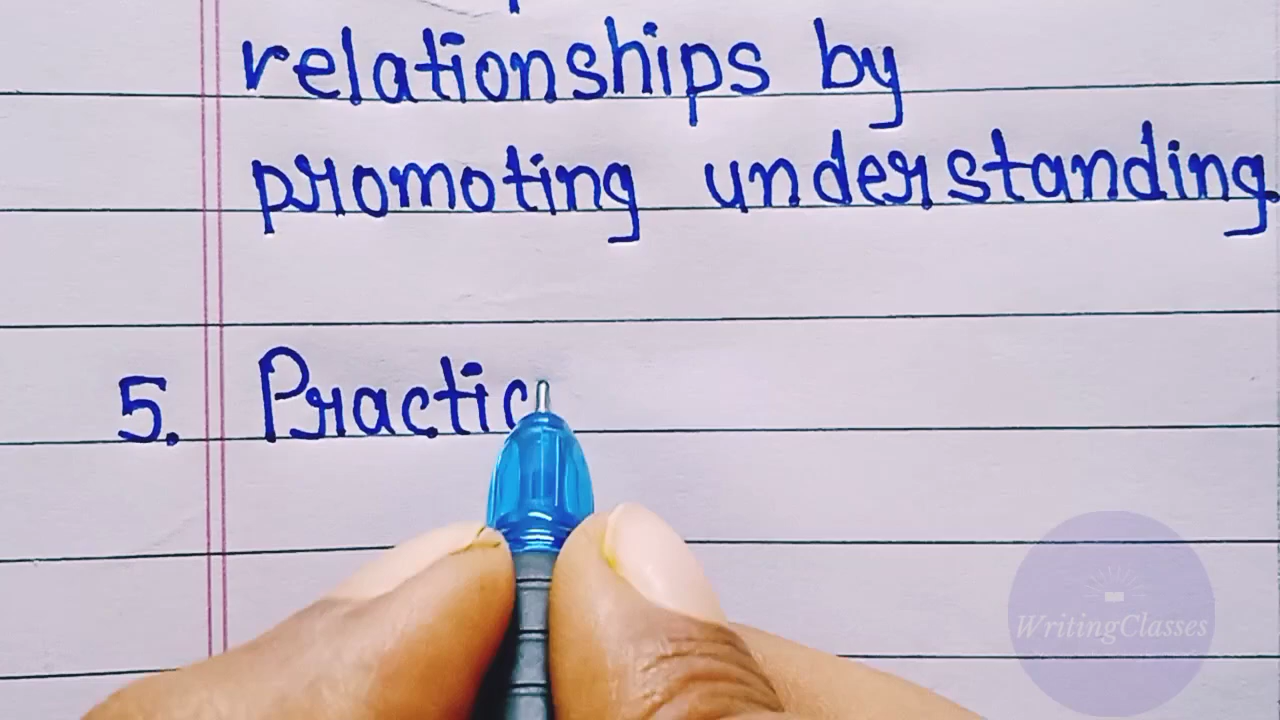 relationships by
promoting understanding.
5. Practic
WritingClasses